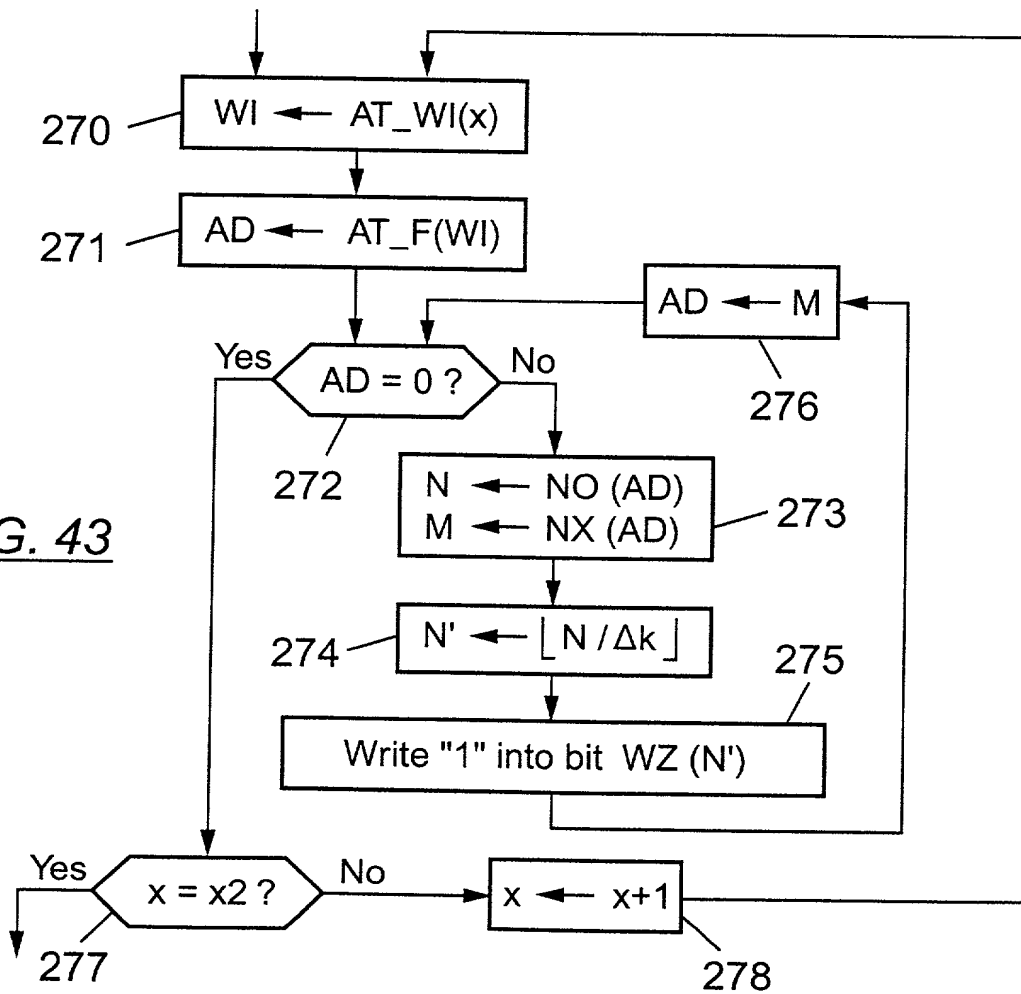 270
WI ← AT_WI(x)
271
AD ← AT_F(WI)
AD ← M
276
Yes
AD = 0 ?
No
272
N ← NO (AD)
M ← NX (AD)
273
G. 43
274
N' ← ⌊ N / Δk ⌋
275
Write "1" into bit WZ (N')
Yes
x = x2 ?
No
x ← x+1
277
278